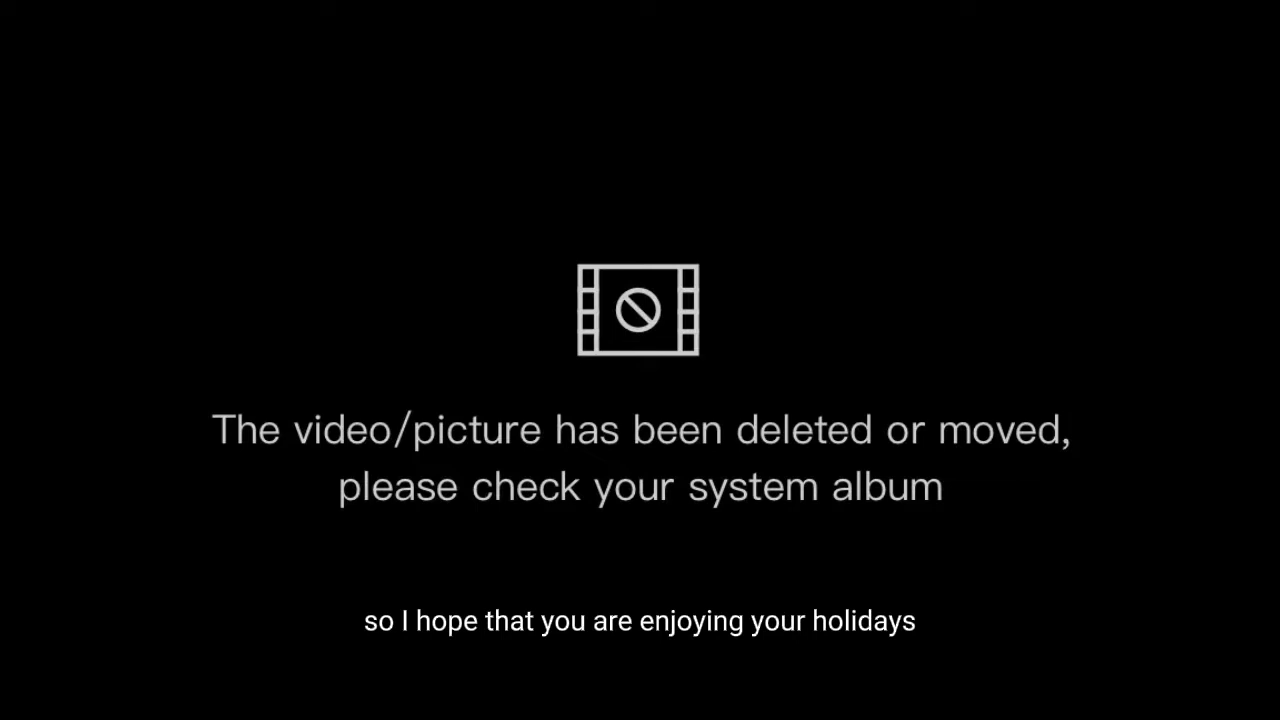 The video/picture has been deleted or moved,
please check your system album
so I hope that you are enjoying your holidays